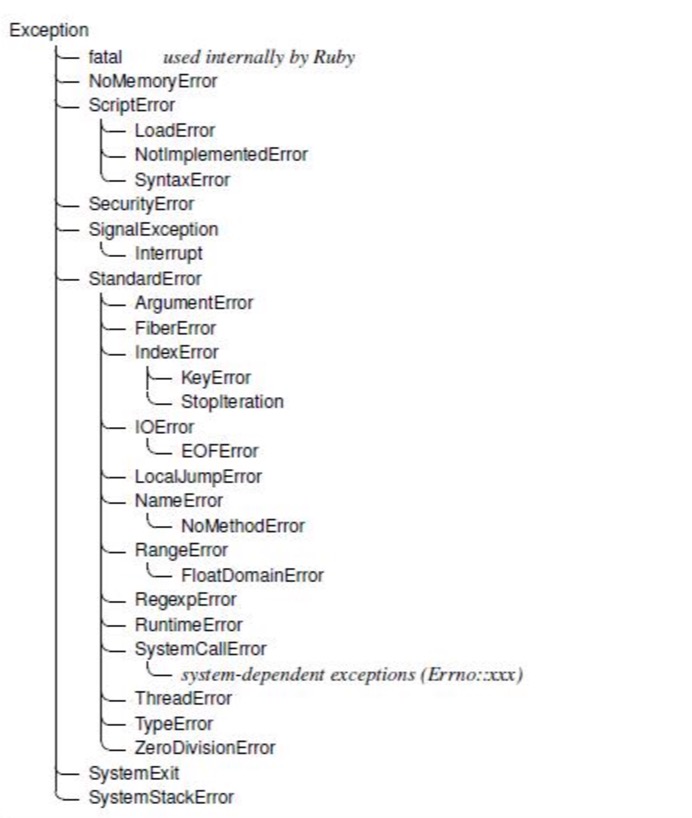 Exception
fatal used internally by Ruby
NoMemoryError
ScriptError
LoadError
NotImplementedError
SyntaxError
SecurityError
SignalException
Interrupt
StandardError
ArgumentError
FiberError
IndexError
KeyError
StopIteration
IOError
EOFError
LocalJumpError
NameError
NoMethodError
RangeError
FloatDomainError
RegexpError
RuntimeError
SystemCallError
system-dependent exceptions (Errno::xxx)
ThreadError
TypeError
ZeroDivisionError
SystemExit
SystemStackError